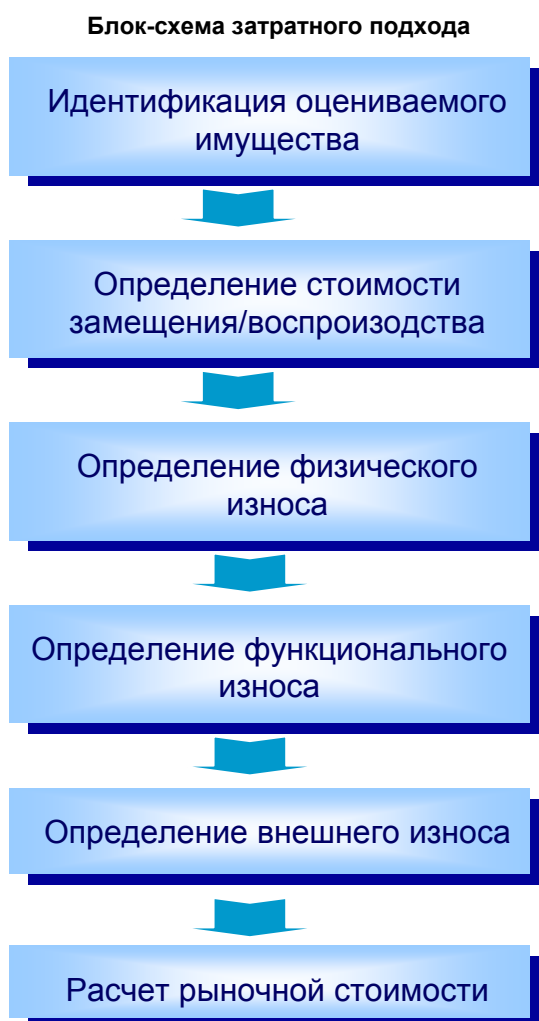 Блок-схема затратного подхода
Идентификация оцениваемого
имущества
Определение стоимости
замещения/воспроизодства
Определение физического
износа
Определение функционального
износа
Определение внешнего износа
Расчет рыночной стоимости